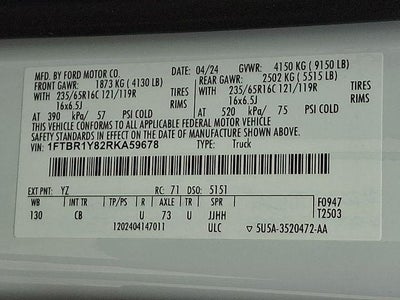 MFD. BY FORD MOTOR CO. 04/24 GVWR: 4150 KG ( 9150 LB)
FRONT GAWR: 1873 KG ( 4130 LB) REAR GAWR: 2502 KG ( 5515 LB)
WITH 235/65R16C 121/119R TIRES WITH 235/65R16C 121/119R TIRES
16x6.5J RIMS 16x6.5J RIMS
AT 390 kPa/ 57 PSI COLD AT 520 kPa/ 75 PSI COLD
THIS VEHICLE CONFORMS TO ALL APPLICABLE FEDERAL MOTOR VEHICLE
SAFETY STANDARDS IN EFFECT ON THE DATE OF MANUFACTURE SHOWN ABOVE.
VIN: 1FTBR1Y82RKA59678 TYPE: Truck
EXT PNT: YZ RC: 71 DSO: 5151
WB INT TR TP/PS R AXLE TR SPR F0947
130 CB U 73 U JJHH T2503
1202404147011 ULC 5U5A-3520472-AA